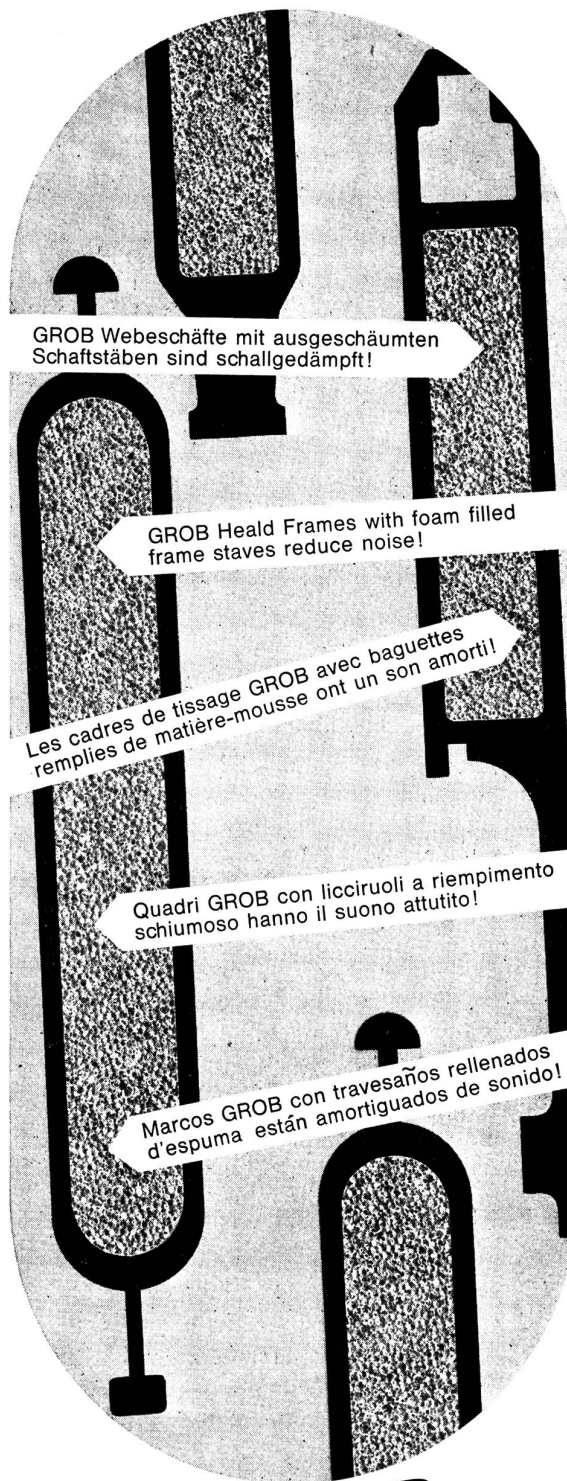 GROB Webeschäfte mit ausgeschäumten
Schaftstäben sind schallgedämpft!
GROB Heald Frames with foam filled
frame staves reduce noise!
Les cadres de tissage GROB avec baguettes
remplies de matière-mousse ont un son amorti!
Quadri GROB con licciruoli a riempimento
schiumoso hanno il suono attutito!
Marcos GROB con travesaños rellenados
d'espuma están amortiguados de sonido!